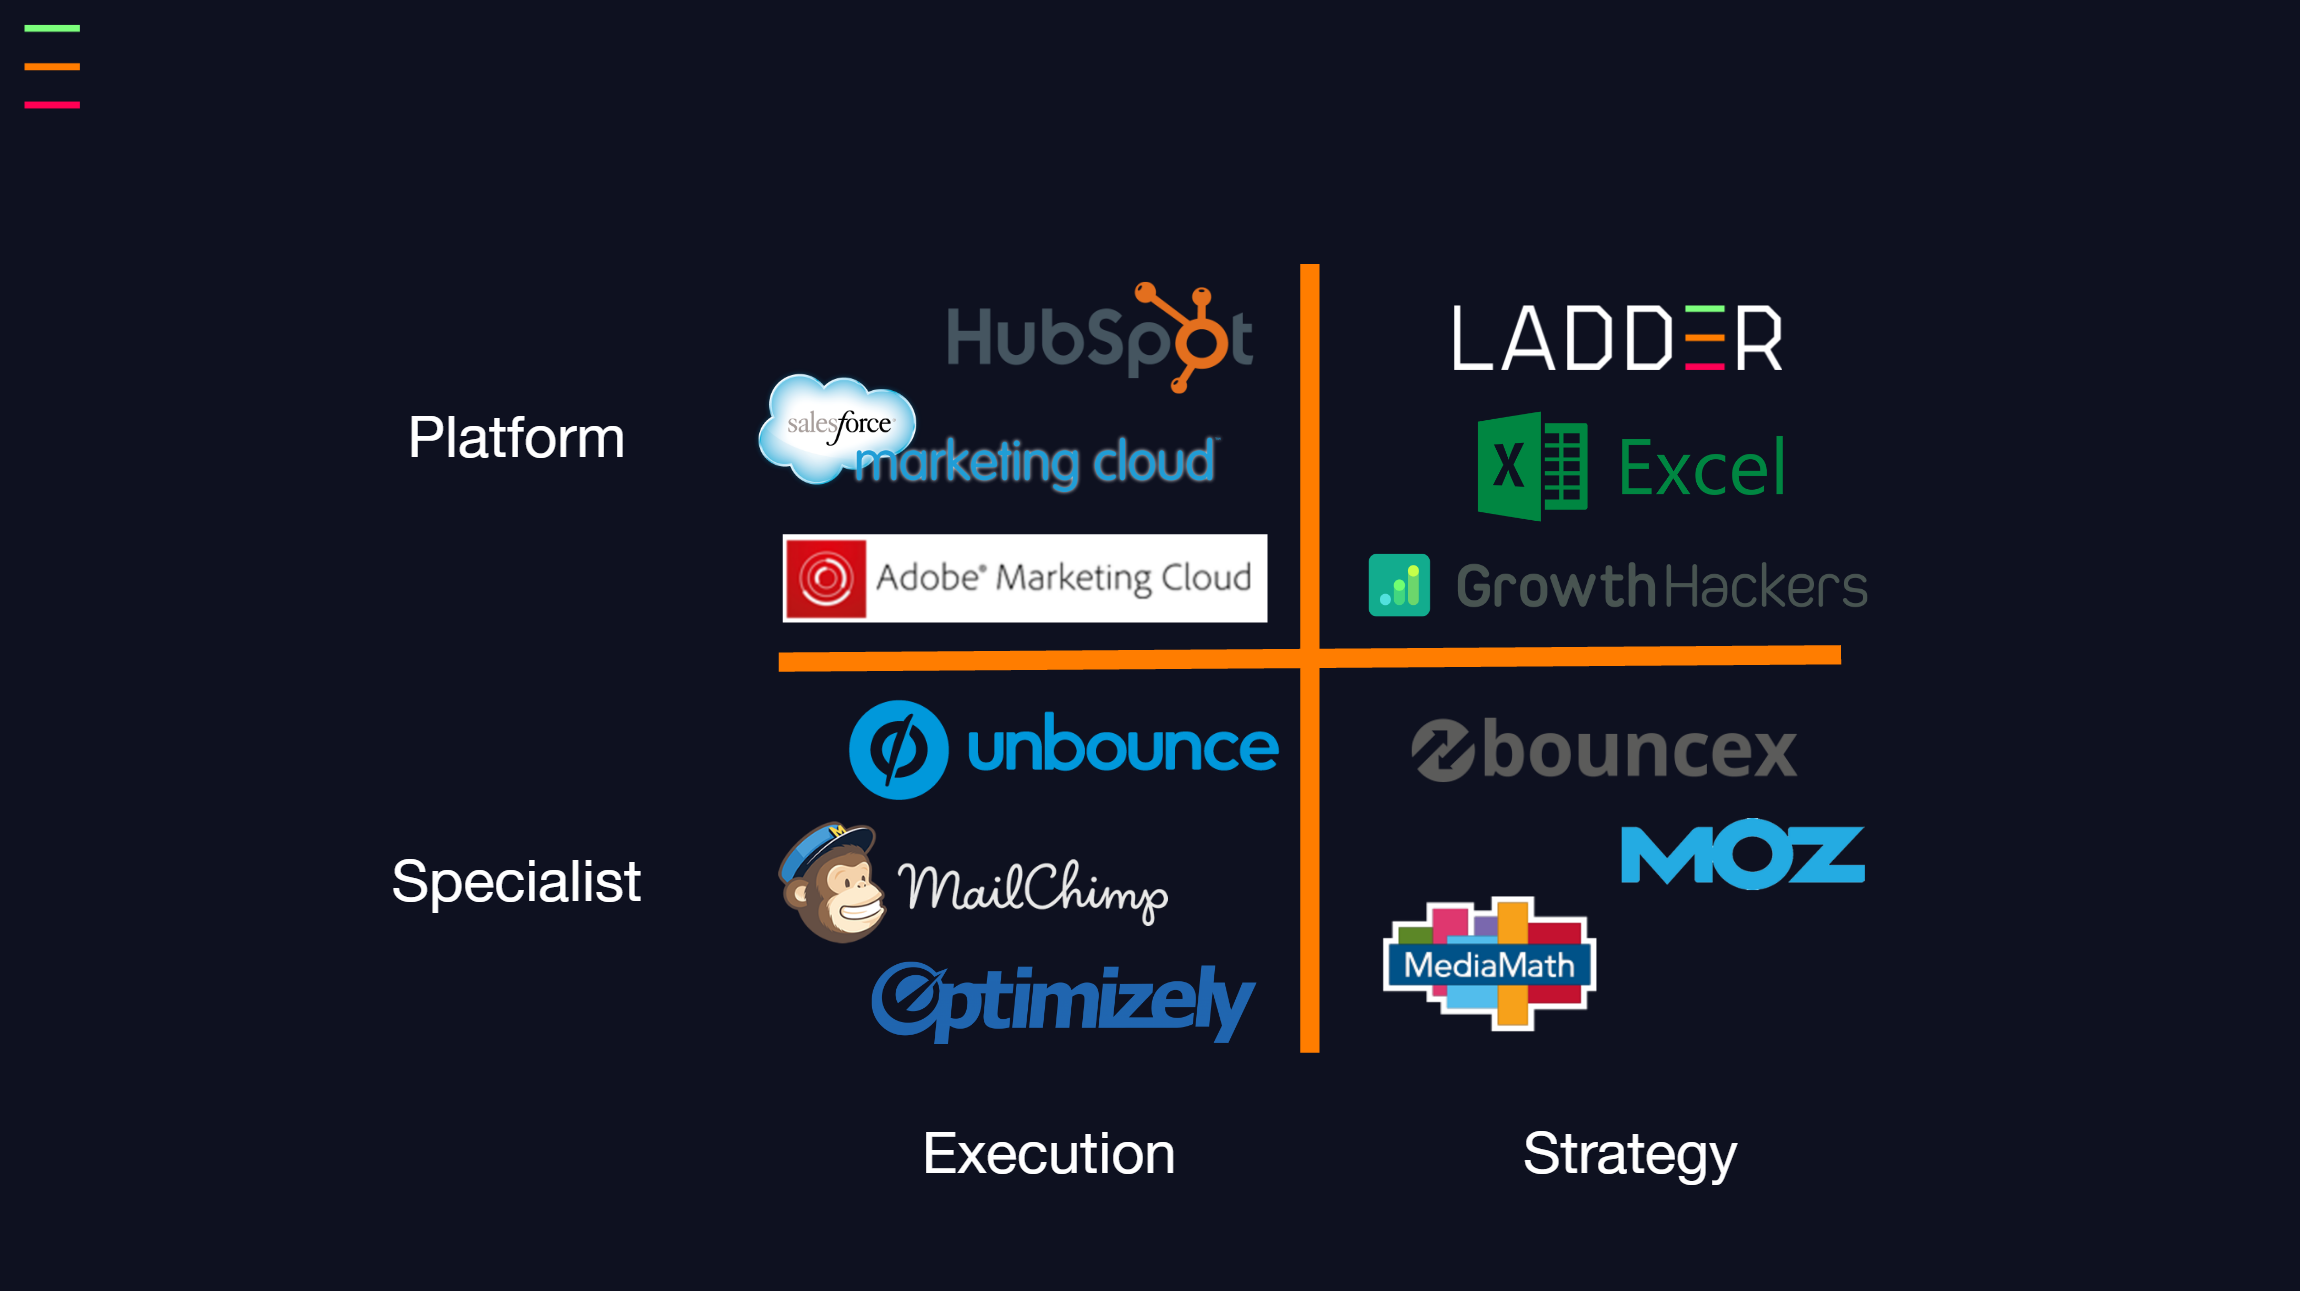 HubSpot
LADDER
Platform
salesforce
marketing cloud™
Excel
Adobe® Marketing Cloud
GrowthHackers
unbounce
bouncex
Specialist
M
MailChimp
MOZ
MediaMath
Optimizely
Execution
Strategy